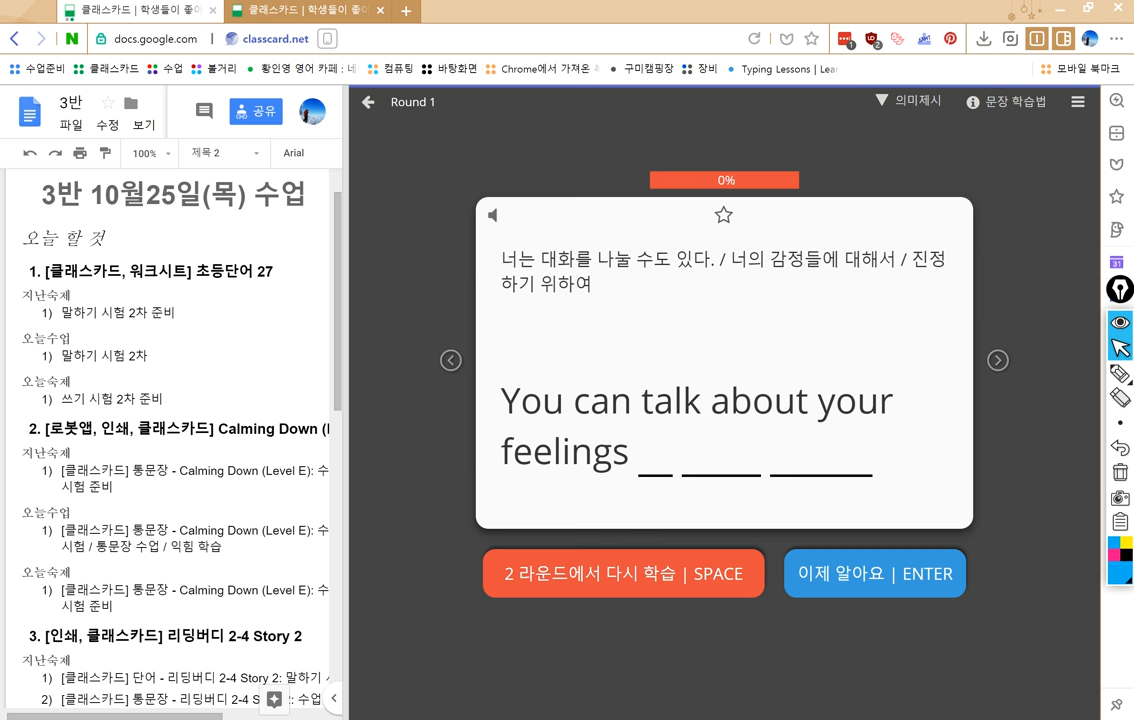 클래스카드 | 학생들이 좋아
클래스카드 | 학생들이 좋아
docs.google.com | classcard.net
수업준비 클래스카드 수업 볼거리 황인영 영어 카페 : 네 컴퓨팅 바탕화면 Chrome에서 가져온 구미캠핑장 장비 Typing Lessons | Lear 모바일 북마크
3반
파일 수정 보기
공유
100% 제목 2 Arial
3반 10월25일(목) 수업
오늘 할 것
1. [클래스카드, 워크시트] 초등단어 27
지난숙제
1) 말하기 시험 2차 준비
오늘수업
1) 말하기 시험 2차
오늘숙제
1) 쓰기 시험 2차 준비
2. [로봇앱, 인쇄, 클래스카드] Calming Down (
지난숙제
1) [클래스카드] 통문장 - Calming Down (Level E): 수
시험 준비
오늘수업
1) [클래스카드] 통문장 - Calming Down (Level E): 수
시험 / 통문장 수업 / 익힘 학습
오늘숙제
1) [클래스카드] 통문장 - Calming Down (Level E): 수
시험 준비
3. [인쇄, 클래스카드] 리딩버디 2-4 Story 2
지난숙제
1) [클래스카드] 단어 - 리딩버디 2-4 Story 2: 말하기
2) [클래스카드] 통문장 - 리딩버디 2-4 S 2: 수업
Round 1
의미제시 문장 학습법
0%
너는 대화를 나눌 수도 있다. / 너의 감정들에 대해서 / 진정
하기 위하여
You can talk about your
feelings __ ____ _____
2 라운드에서 다시 학습 | SPACE
이제 알아요 | ENTER
1
2
31